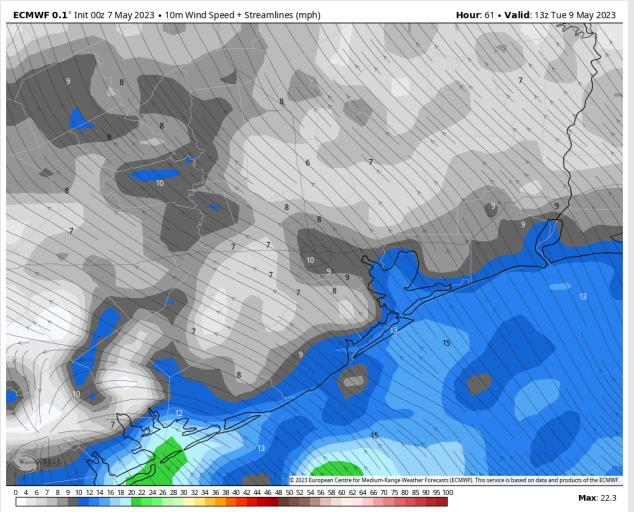 ECMWF 0.1° Init 00z 7 May 2023 • 10m Wind Speed + Streamlines (mph) Hour: 61 • Valid: 13z Tue 9 May 2023
9 8 7
8
8
9
6 7
10
8
8 9 9
8
7 9
7 7
10
7 9 9
7 8 13
7 13
15
9
8
10
12
7
15
13
WeatherBELL
© 2023 European Centre for Medium-Range Weather Forecasts (ECMWF). This service is based on data and products of the ECMWF.
0 4 6 7 8 9 10 12 14 16 18 20 22 24 26 28 30 32 34 36 38 40 42 44 46 48 50 52 54 56 58 60 62 64 66 68 70 75 80 85 90 95 100
Max: 22.3